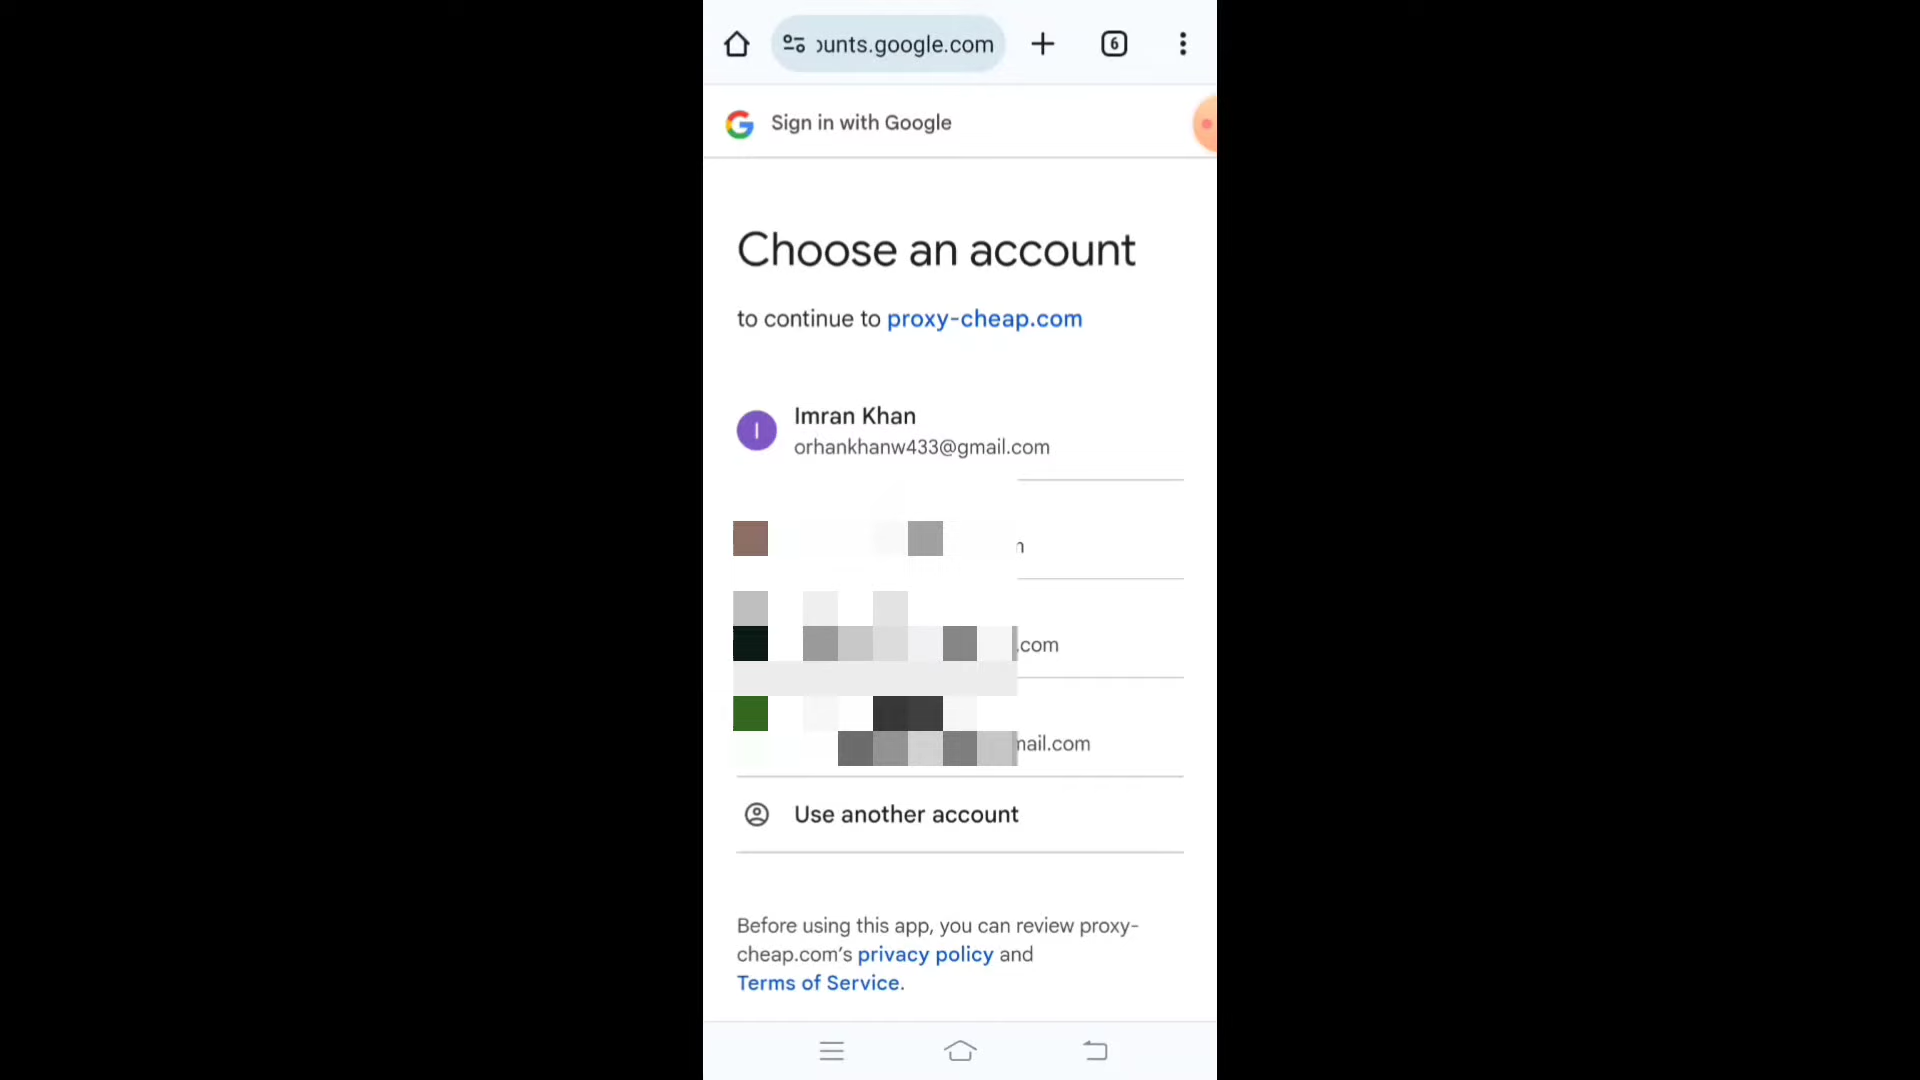 ounts.google.com
6
Sign in with Google
Choose an account
to continue to proxy-cheap.com
I
Imran Khan
orhankhanw433@gmail.com
.com
mail.com
Use another account
Before using this app, you can review proxy-
cheap.com's privacy policy and
Terms of Service.